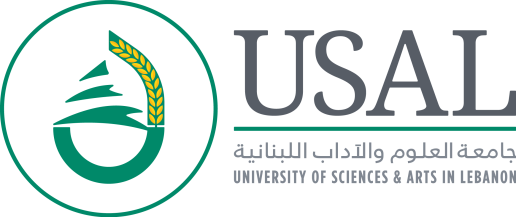 USAL
جامعة العلوم والآداب اللبنانية
UNIVERSITY OF SCIENCES & ARTS IN LEBANON